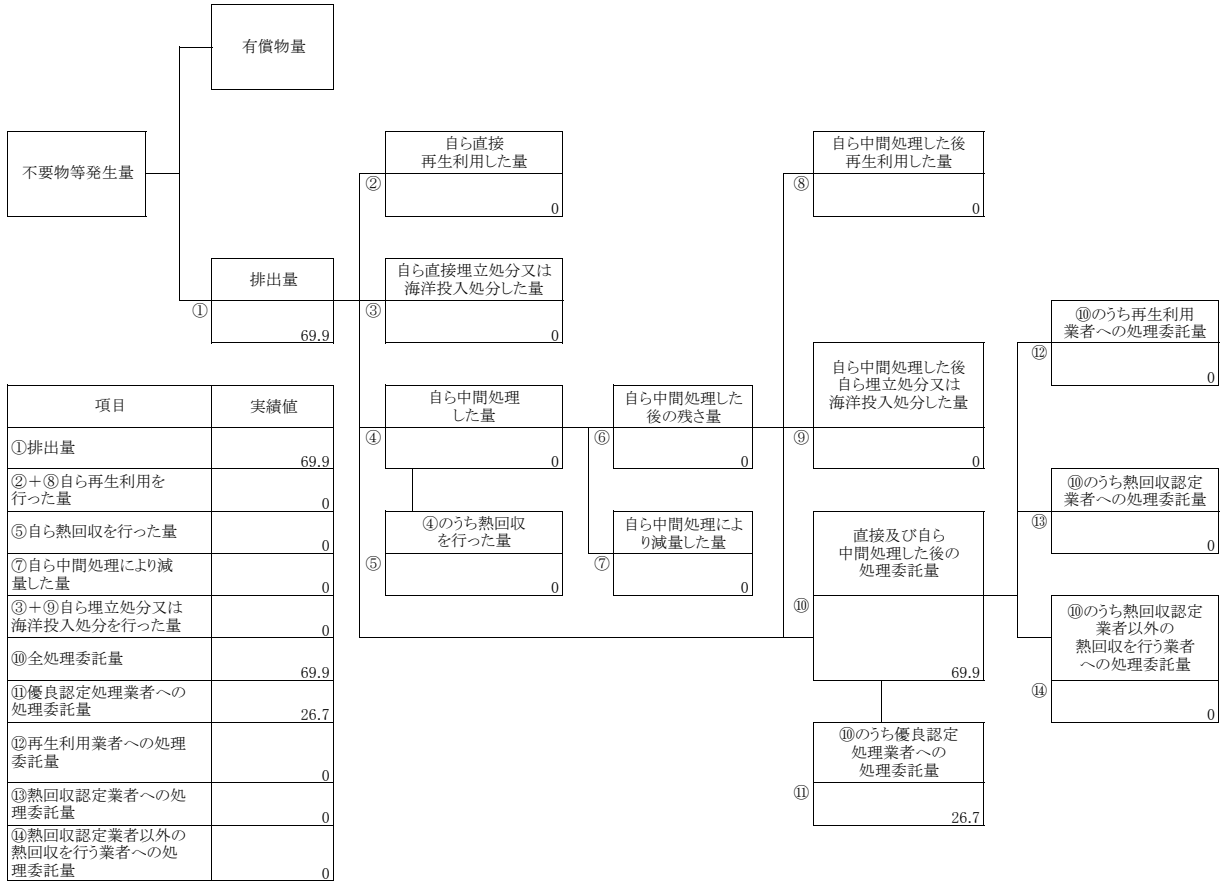 有償物量
不要物等発生量
自ら直接
再生利用した量
②
0
自ら中間処理した後
再生利用した量
⑧
0
排出量
①
69.9
自ら直接埋立処分又は
海洋投入処分した量
③
0
⑩のうち再生利用
業者への処理委託量
⑫
0
自ら中間処理
した量
④
0
自ら中間処理した
後の残さ量
⑥
0
自ら中間処理した後
自ら埋立処分又は
海洋投入処分した量
⑨
0
⑩のうち熱回収認定
業者への処理委託量
⑬
0
④のうち熱回収
を行った量
⑤
0
自ら中間処理によ
り減量した量
⑦
0
直接及び自ら
中間処理した後の
処理委託量
⑩
69.9
⑩のうち熱回収認定
業者以外の
熱回収を行う業者
への処理委託量
⑭
0
⑩のうち優良認定
処理業者への
処理委託量
⑪
26.7
項目 実績値
①排出量 69.9
②+⑧自ら再生利用を
行った量 0
⑤自ら熱回収を行った量 0
⑦自ら中間処理により減
量した量 0
③+⑨自ら埋立処分又は
海洋投入処分を行った量 0
⑩全処理委託量 69.9
⑪優良認定処理業者への
処理委託量 26.7
⑫再生利用業者への処理
委託量 0
⑬熱回収認定業者への処
理委託量 0
⑭熱回収認定業者以外の
熱回収を行う業者への処
理委託量 0